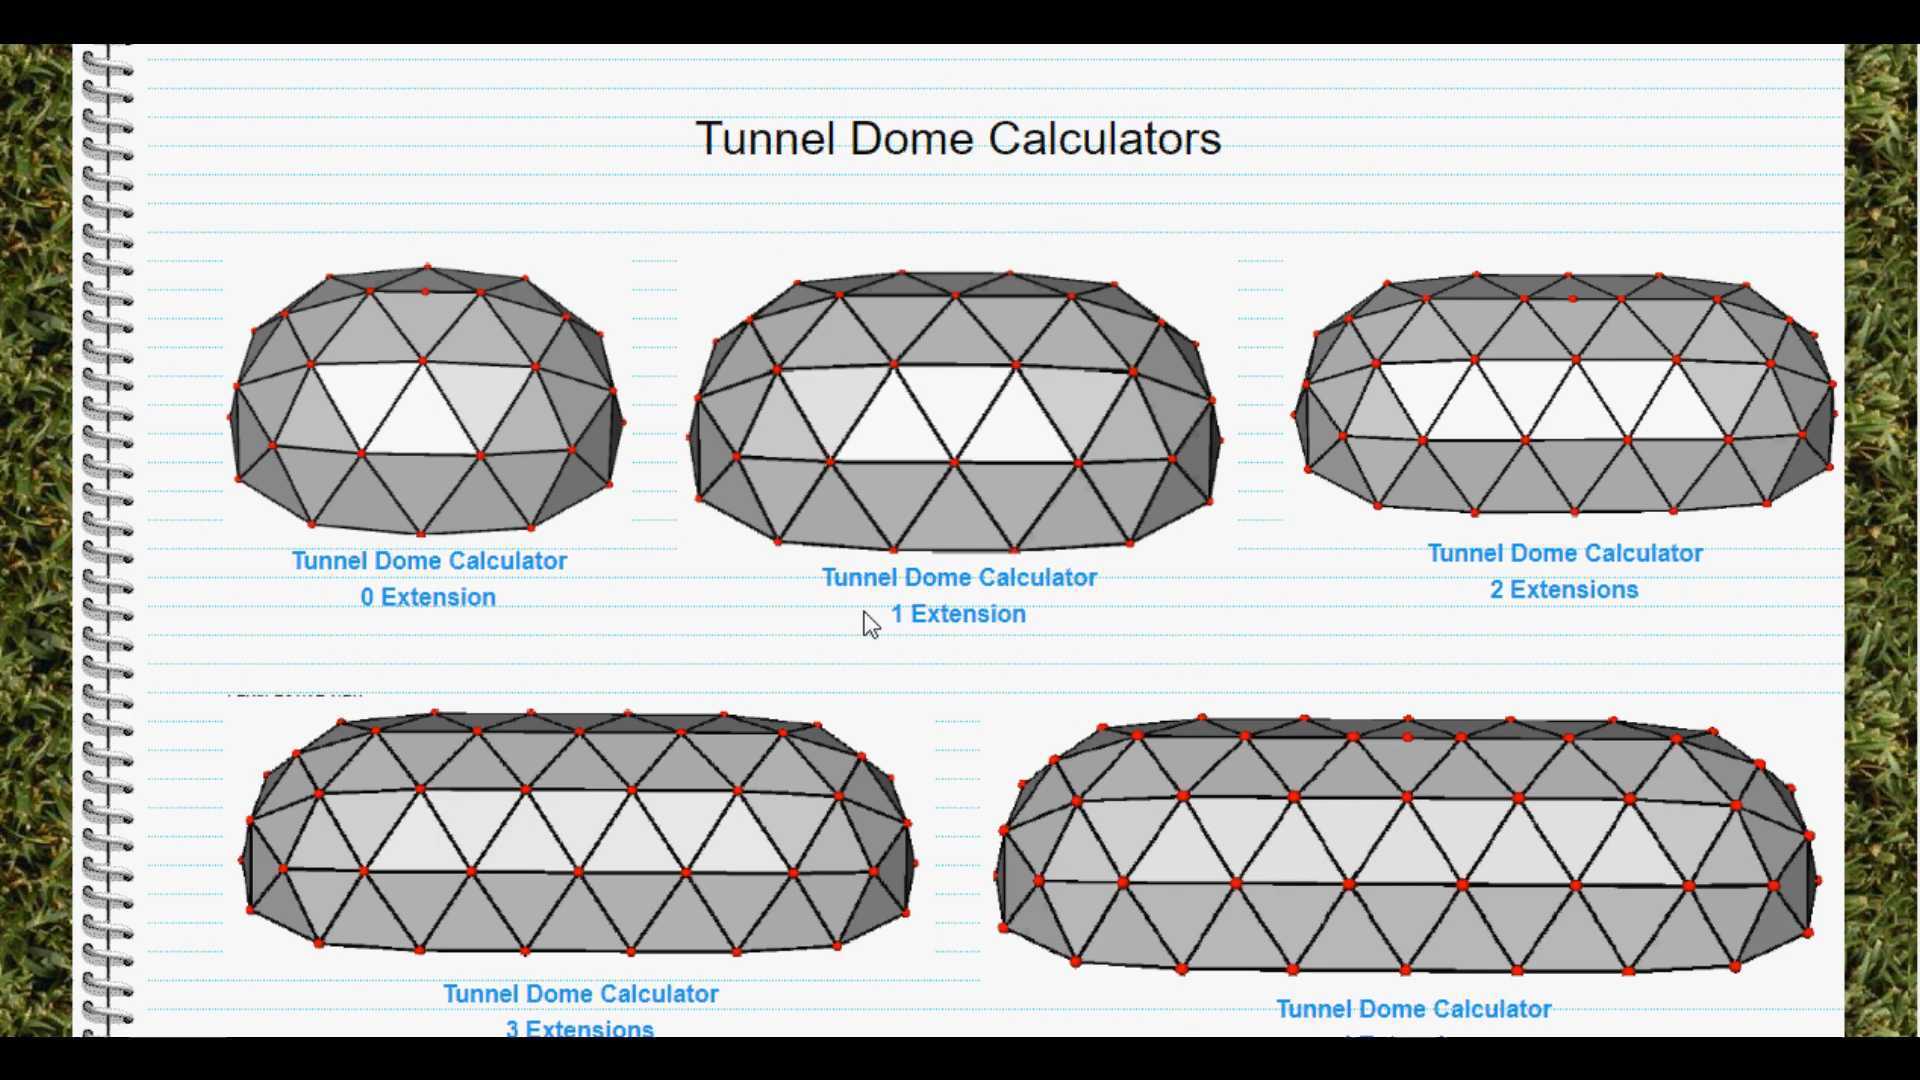 Tunnel Dome Calculators
Tunnel Dome Calculator
0 Extension
Tunnel Dome Calculator
1 Extension
Tunnel Dome Calculator
2 Extensions
Tunnel Dome Calculator
3 Extensions
Tunnel Dome Calculator